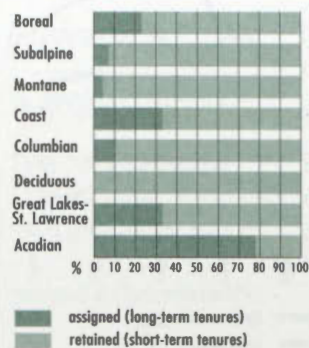 Boreal
Subalpine
Montane
Coast
Columbian
Deciduous
Great Lakes-
St. Lawrence
Acadian
% 0 10 20 30 40 50 60 70 80 90 100
assigned (long-term tenures)
retained (short-term tenures)